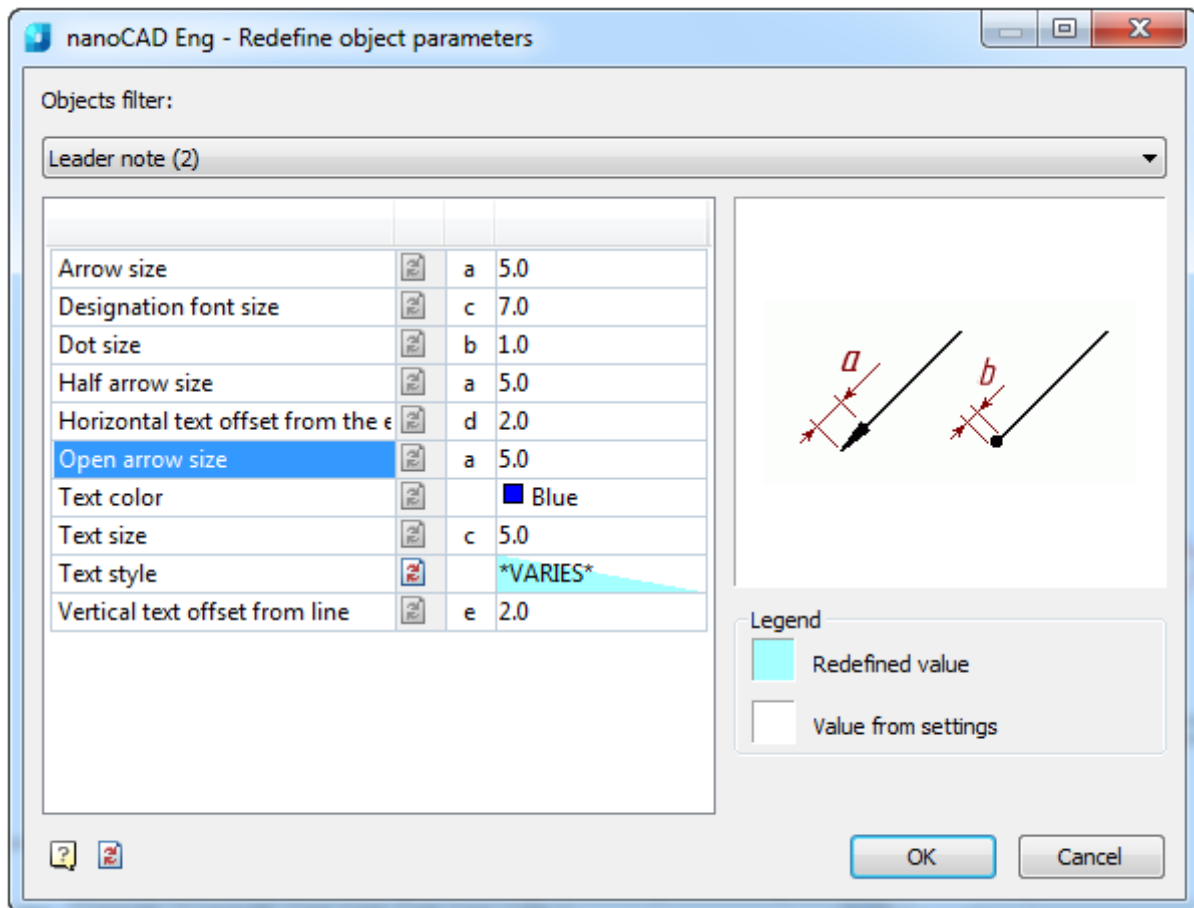 nanoCAD Eng - Redefine object parameters
Objects filter:
Leader note (2)
Arrow size a 5.0
Designation font size c 7.0
Dot size b 1.0
Half arrow size a 5.0
Horizontal text offset from the d 2.0
Open arrow size a 5.0
Text color Blue
Text size c 5.0
Text style *VARIES*
Vertical text offset from line e 2.0
a b
Legend
Redefined value
Value from settings
OK Cancel